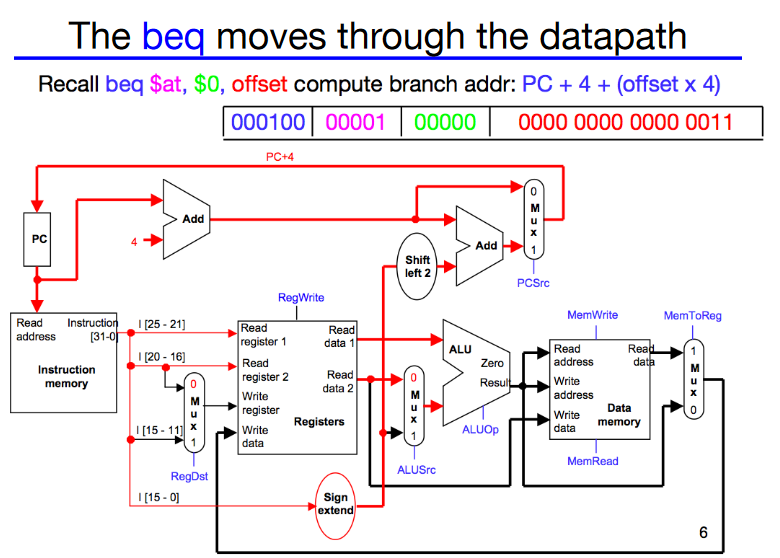 The beq moves through the datapath
Recall beq $at, $0, offset compute branch addr: PC + 4 + (offset x 4)
000100 00001 00000 0000 0000 0000 0011
PC+4
0
M
u
x
1
PCSrc
Add
4
PC
Add
Shift
left 2
Read
address
Instruction
[31-0]
Instruction
memory
I [25 - 21]
I [20 - 16]
I [15 - 11]
I [15 - 0]
0
M
u
x
1
RegDst
RegWrite
Read
register 1
Read
data 1
Read
register 2
Read
data 2
Write
register
Registers
Write
data
Sign
extend
0
M
u
x
1
ALUSrc
ALU
Zero
Result
ALUOp
MemWrite
Read
address
Read
data
Write
address
Write
data
Data
memory
MemRead
MemToReg
1
M
u
x
0
6